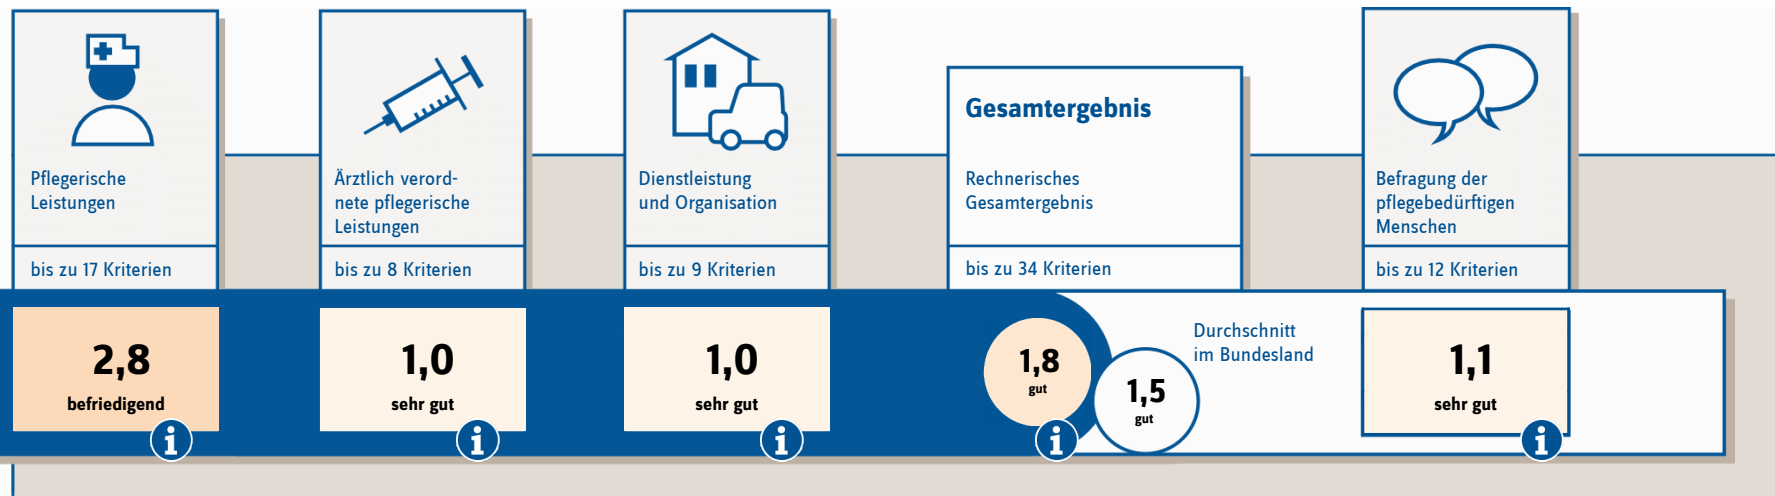 Pflegerische
Leistungen
bis zu 17 Kriterien
2,8
befriedigend
i
Ärztlich verord-
nete pflegerische
Leistungen
bis zu 8 Kriterien
1,0
sehr gut
i
Dienstleistung
und Organisation
bis zu 9 Kriterien
1,0
sehr gut
i
Gesamtergebnis
Rechnerisches
Gesamtergebnis
bis zu 34 Kriterien
1,8
gut
i
1,5
gut
Durchschnitt
im Bundesland
Befragung der
pflegebedürftigen
Menschen
bis zu 12 Kriterien
1,1
sehr gut
i